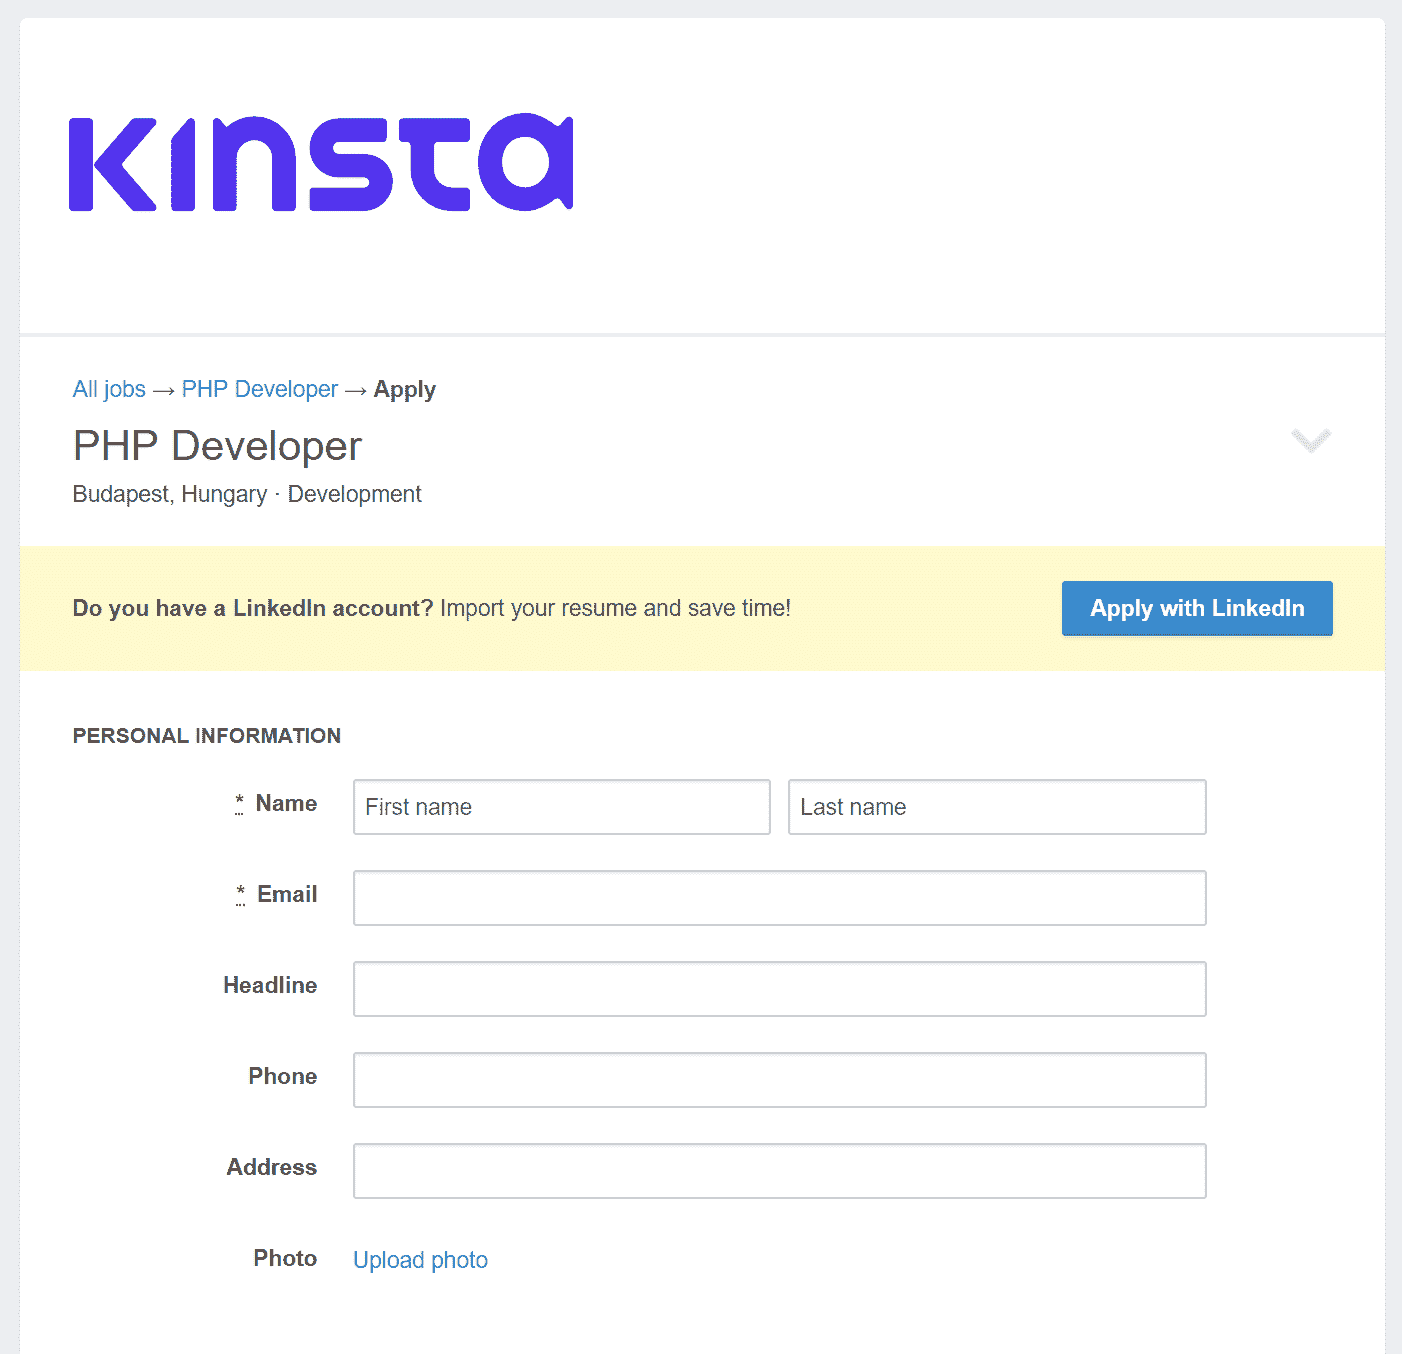 Kinsta
All jobs → PHP Developer → Apply
PHP Developer
Budapest, Hungary · Development
Do you have a LinkedIn account? Import your resume and save time!
Apply with LinkedIn
PERSONAL INFORMATION
* Name
First name
Last name
* Email
Headline
Phone
Address
Photo
Upload photo